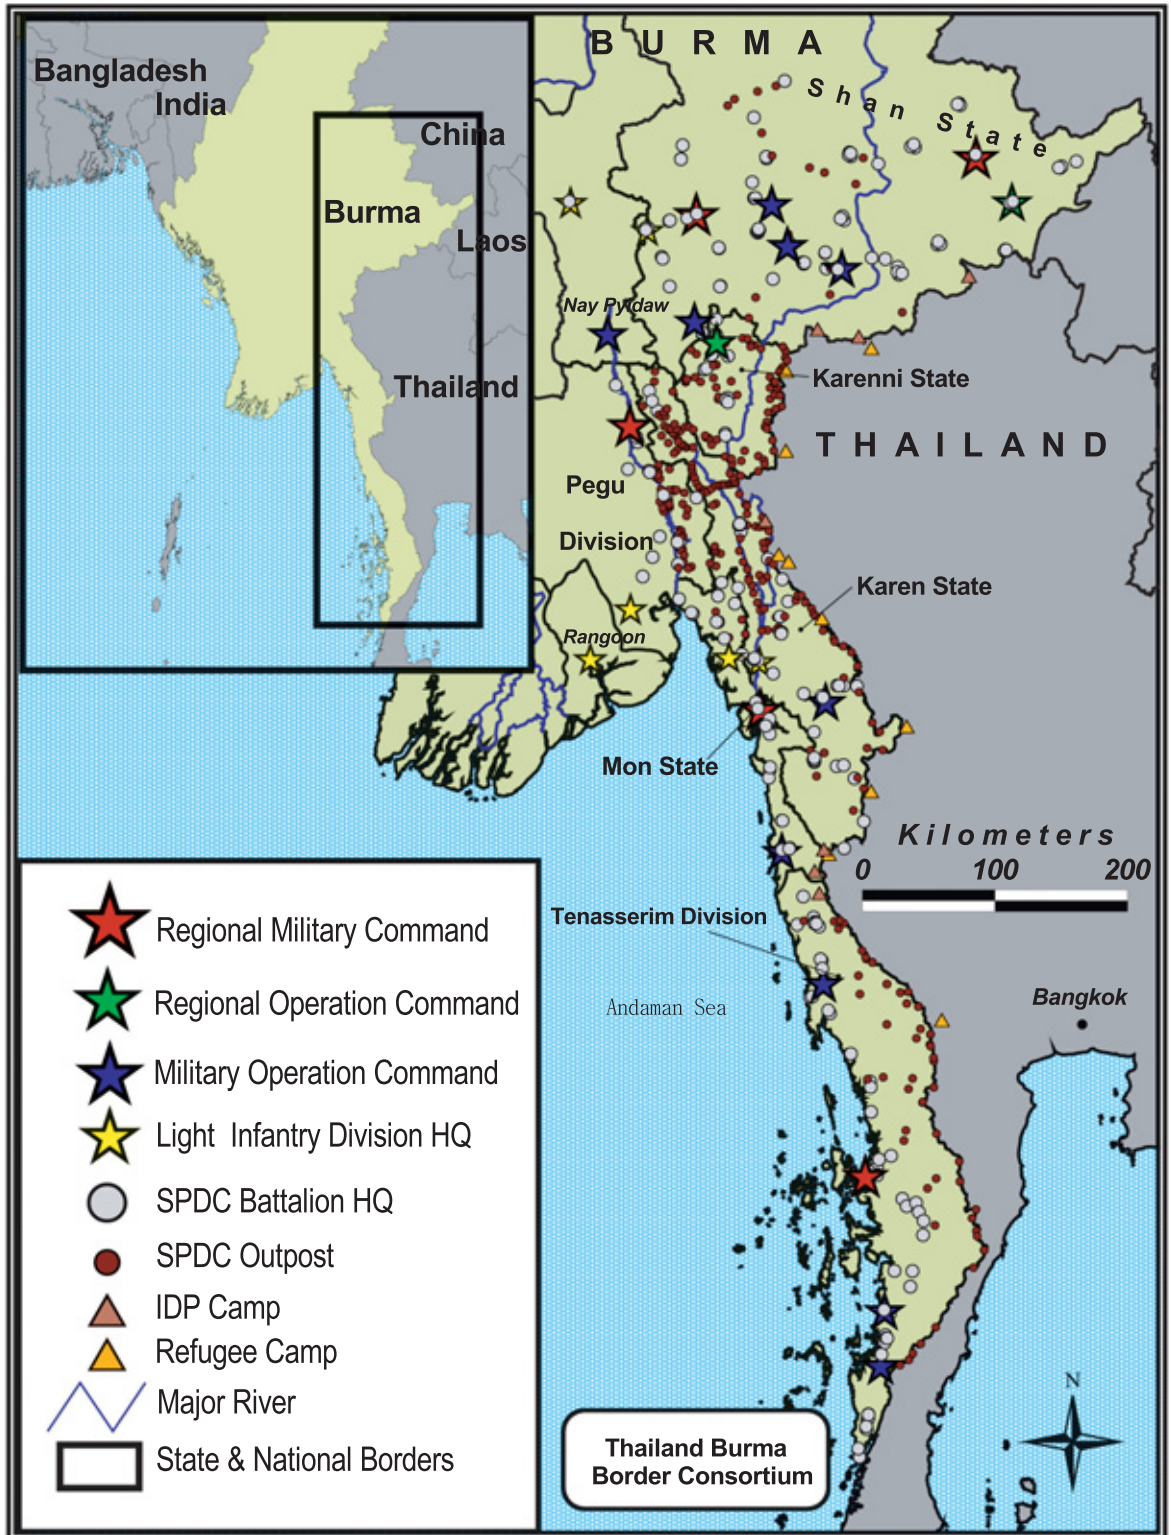 Bangladesh
India
China
Burma
Laos
Thailand
BURMA
Shan State
Nay Pyidaw
Karenni State
THAILAND
Pegu
Division
Karen State
Rangoon
Mon State
Kilometers
0 100 200
Tenasserim Division
Andaman Sea
Bangkok
Regional Military Command
Regional Operation Command
Military Operation Command
Light Infantry Division HQ
SPDC Battalion HQ
SPDC Outpost
IDP Camp
Refugee Camp
Major River
State & National Borders
N
Thailand Burma
Border Consortium